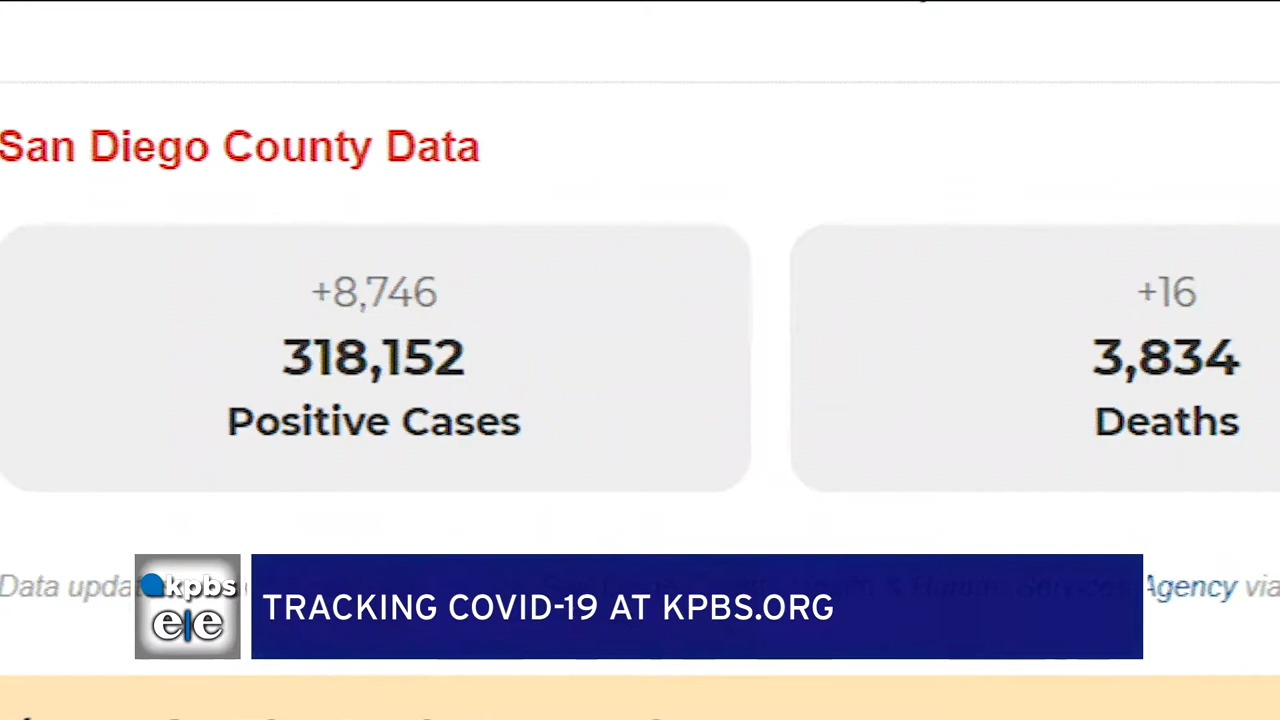 San Diego County Data
+8,746
318,152
Positive Cases
+16
3,834
Deaths
Data upda
Agency via
kpbs
e|e
TRACKING COVID-19 AT KPBS.ORG